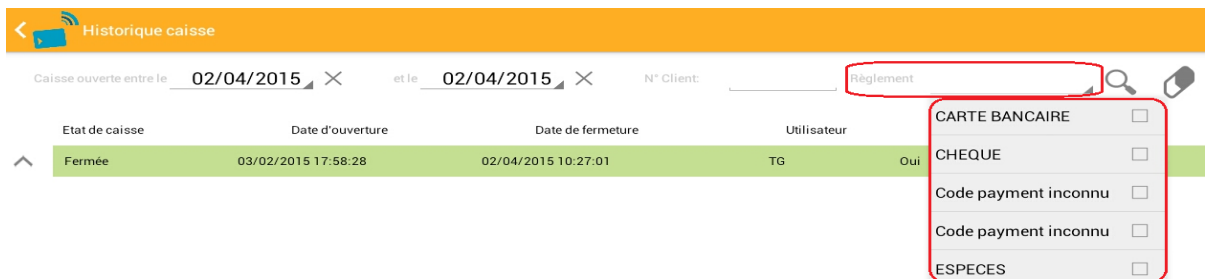 Historique caisse
Caisse ouverte entre le 02/04/2015 et le 02/04/2015 N° Client: Règlement
Etat de caisse Date d'ouverture Date de fermeture Utilisateur
Fermée 03/02/2015 17:58:28 02/04/2015 10:27:01 TG Oui
CARTE BANCAIRE
CHEQUE
Code payment inconnu
Code payment inconnu
ESPECES